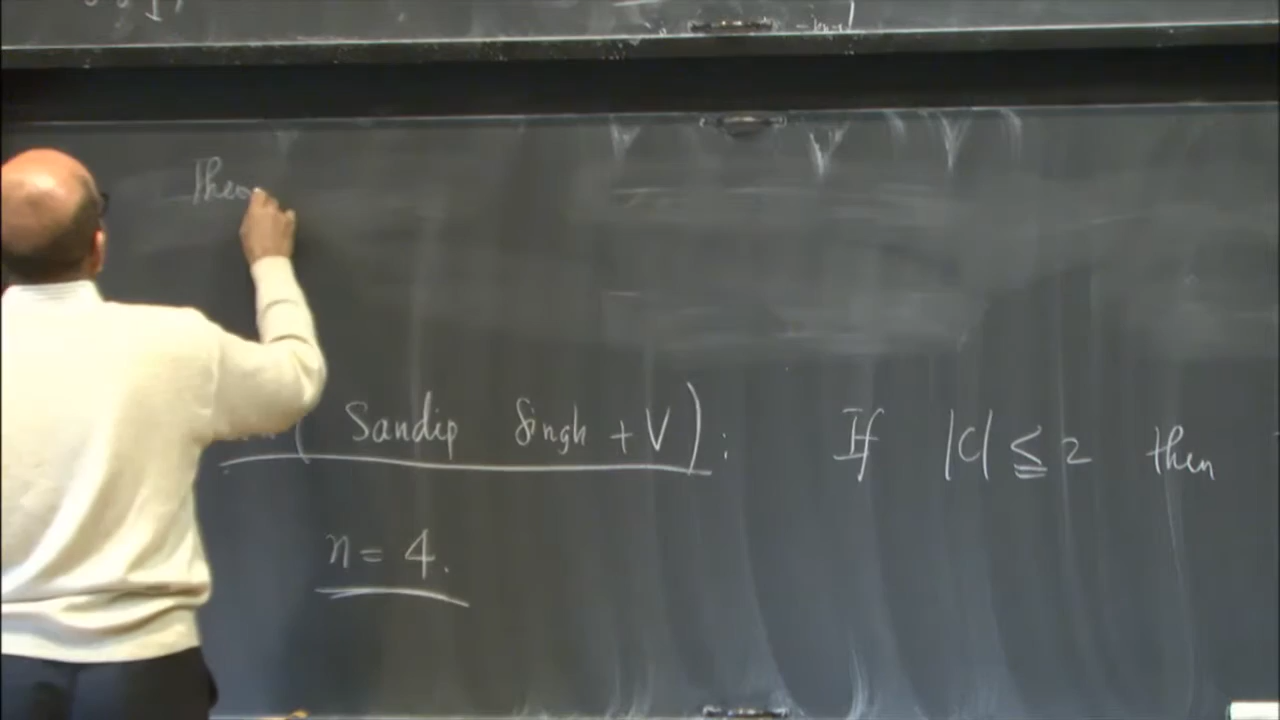 Theo
( Sandip Singh + V ) : If |C| ≤ 2 then
n = 4.